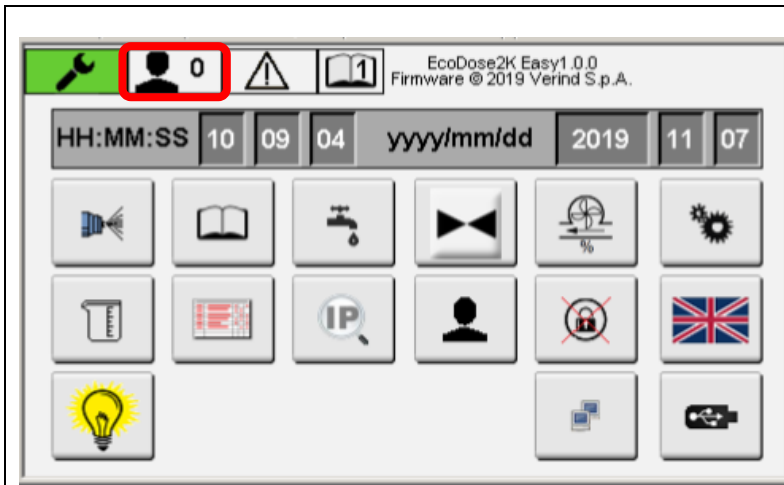 0
1
EcoDose2K Easy1.0.0
Firmware © 2019 Verind S.p.A.
HH:MM:SS 10 09 04 yyyy/mm/dd 2019 11 07
%
IP